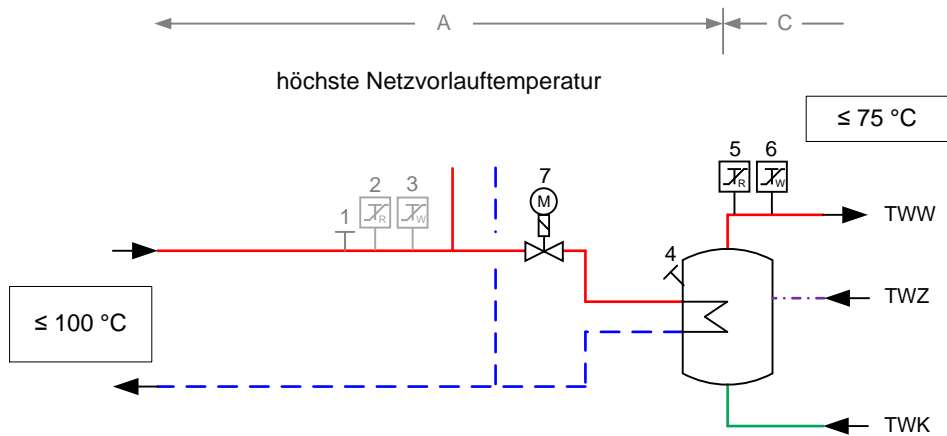 A
C
höchste Netzvorlauftemperatur
≤ 75 °C
5
6
R
W
7
M
2
3
1
R
W
TWW
4
TWZ
≤ 100 °C
TWK